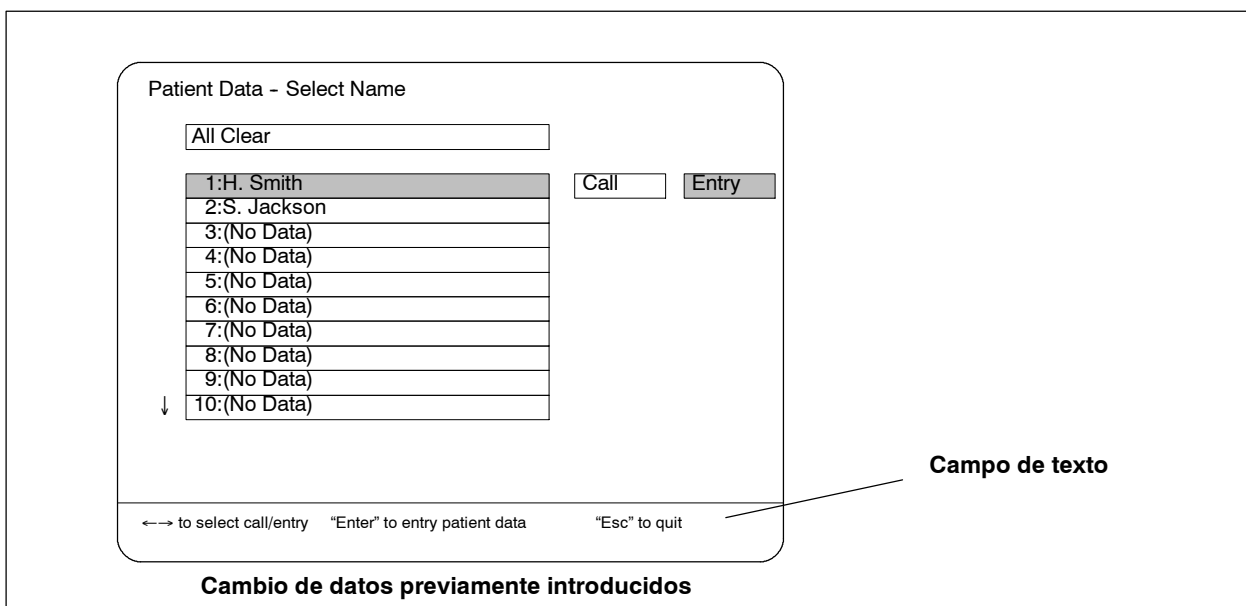 Patient Data - Select Name
All Clear
1:H. Smith Call Entry
2:S. Jackson
3:(No Data)
4:(No Data)
5:(No Data)
6:(No Data)
7:(No Data)
8:(No Data)
9:(No Data)
↓ 10:(No Data)
Campo de texto
←→ to select call/entry “Enter” to entry patient data “Esc” to quit
Cambio de datos previamente introducidos